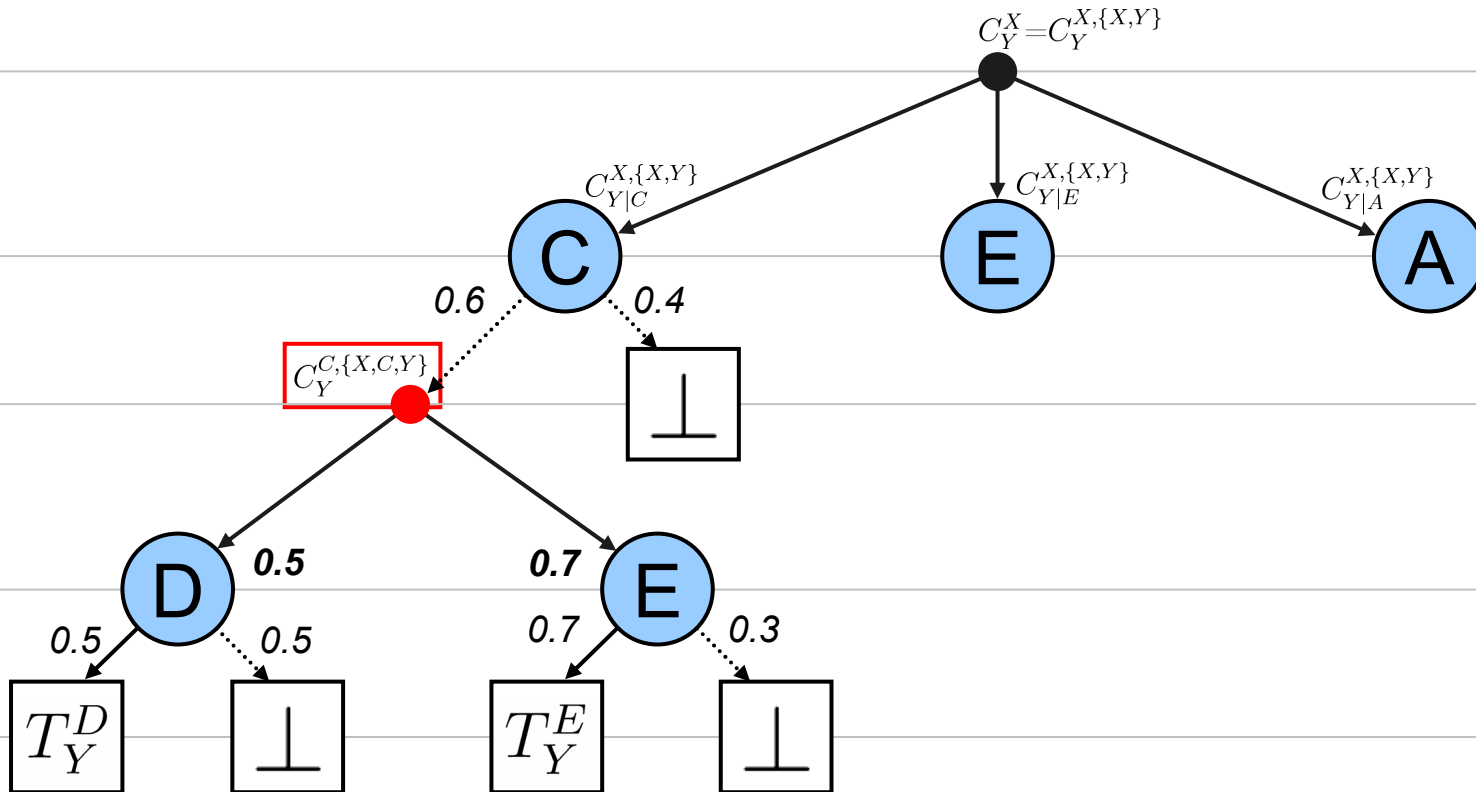 $C_Y^X = C_Y^{X,\{X,Y\}}$
$C_{Y|C}^{X,\{X,Y\}}$ $C_{Y|E}^{X,\{X,Y\}}$ $C_{Y|A}^{X,\{X,Y\}}$
C E A
0.6 0.4
$C_Y^{C,\{X,C,Y\}}$
⊥
D 0.5 0.7 E
0.5 0.5 0.7 0.3
$T_Y^D$ ⊥ $T_Y^E$ ⊥